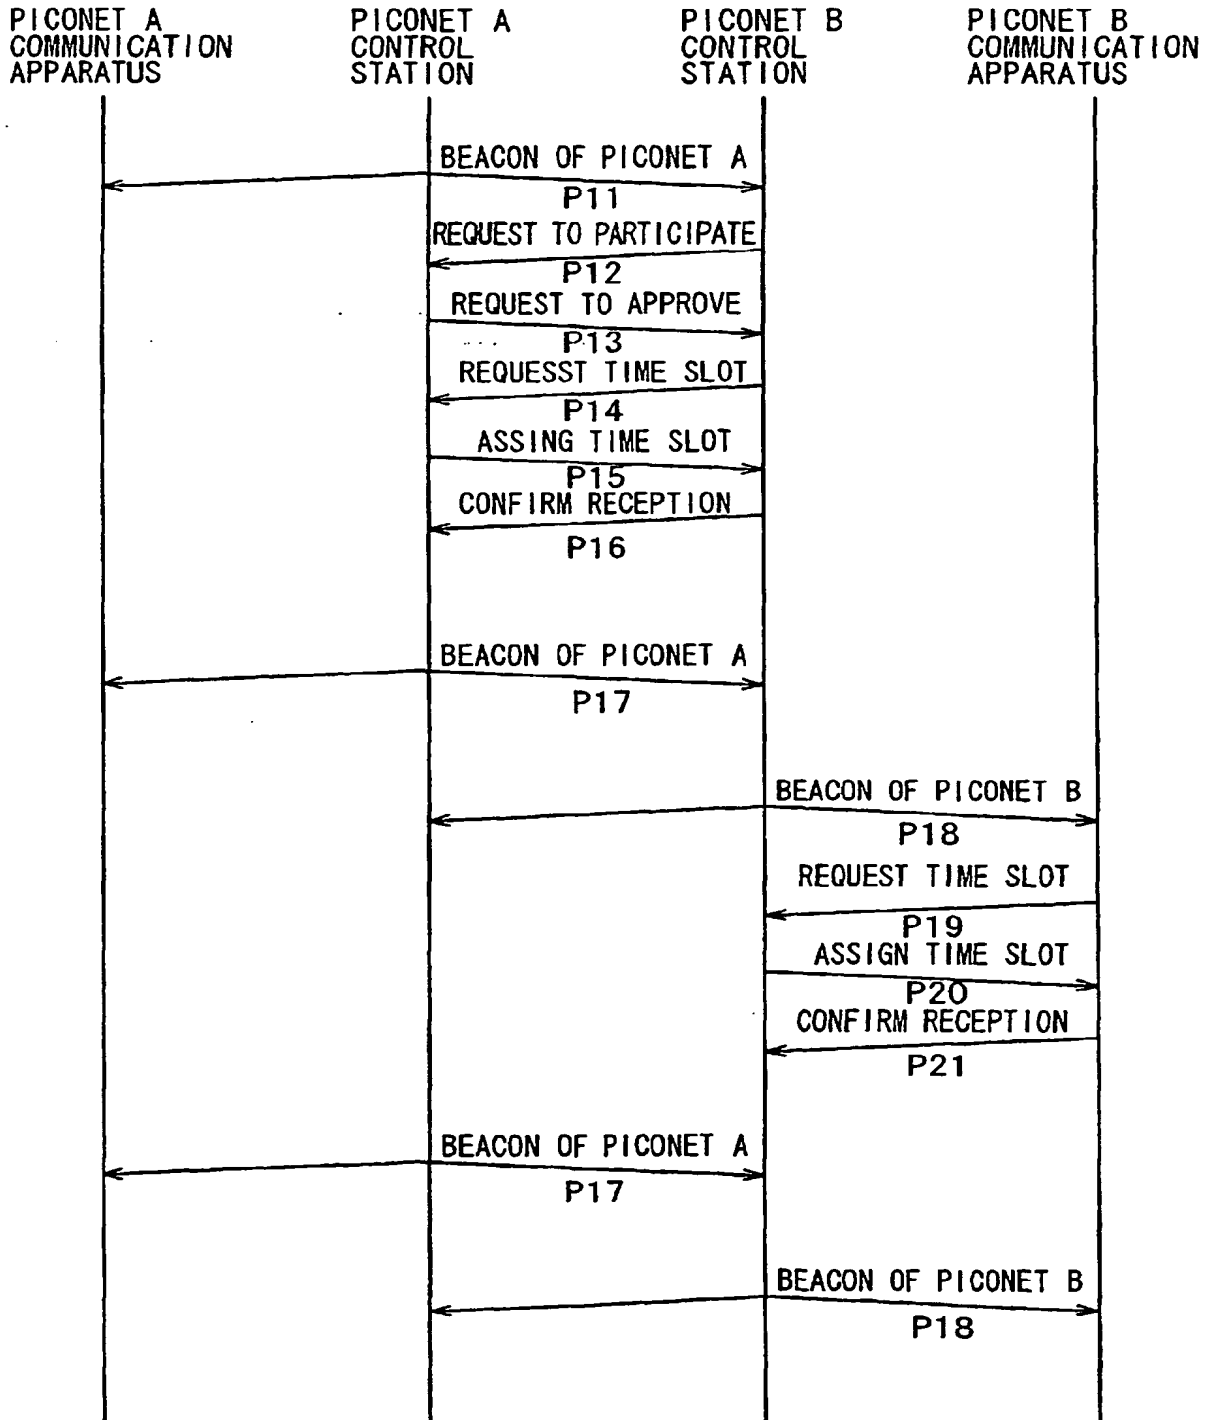 PICONET A
COMMUNICATION
APPARATUS
PICONET A
CONTROL
STATION
PICONET B
CONTROL
STATION
PICONET B
COMMUNICATION
APPARATUS
BEACON OF PICONET A
P11
REQUEST TO PARTICIPATE
P12
REQUEST TO APPROVE
P13
REQUESST TIME SLOT
P14
ASSING TIME SLOT
P15
CONFIRM RECEPTION
P16
BEACON OF PICONET A
P17
BEACON OF PICONET B
P18
REQUEST TIME SLOT
P19
ASSIGN TIME SLOT
P20
CONFIRM RECEPTION
P21
BEACON OF PICONET A
P17
BEACON OF PICONET B
P18